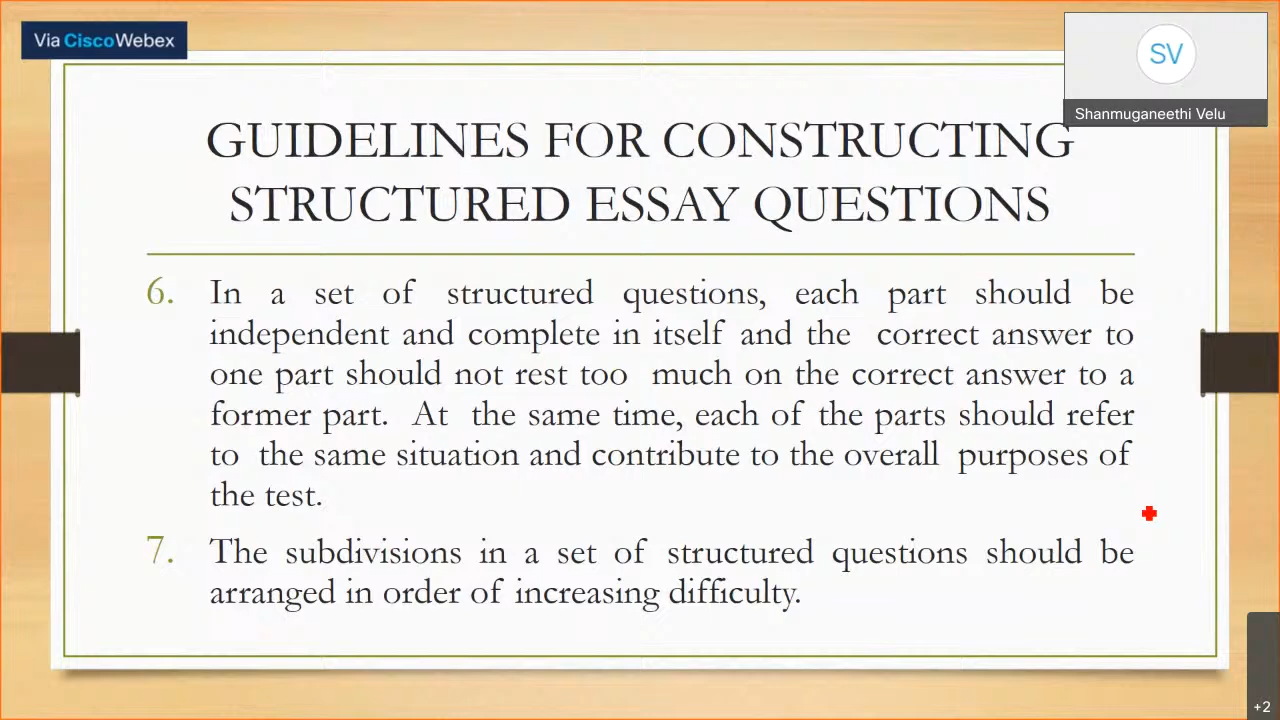 Via CiscoWebex
SV
Shanmuganeethi Velu
GUIDELINES FOR CONSTRUCTING
STRUCTURED ESSAY QUESTIONS
6. In a set of structured questions, each part should be
independent and complete in itself and the correct answer to
one part should not rest too much on the correct answer to a
former part. At the same time, each of the parts should refer
to the same situation and contribute to the overall purposes of
the test.
7. The subdivisions in a set of structured questions should be
arranged in order of increasing difficulty.
+2